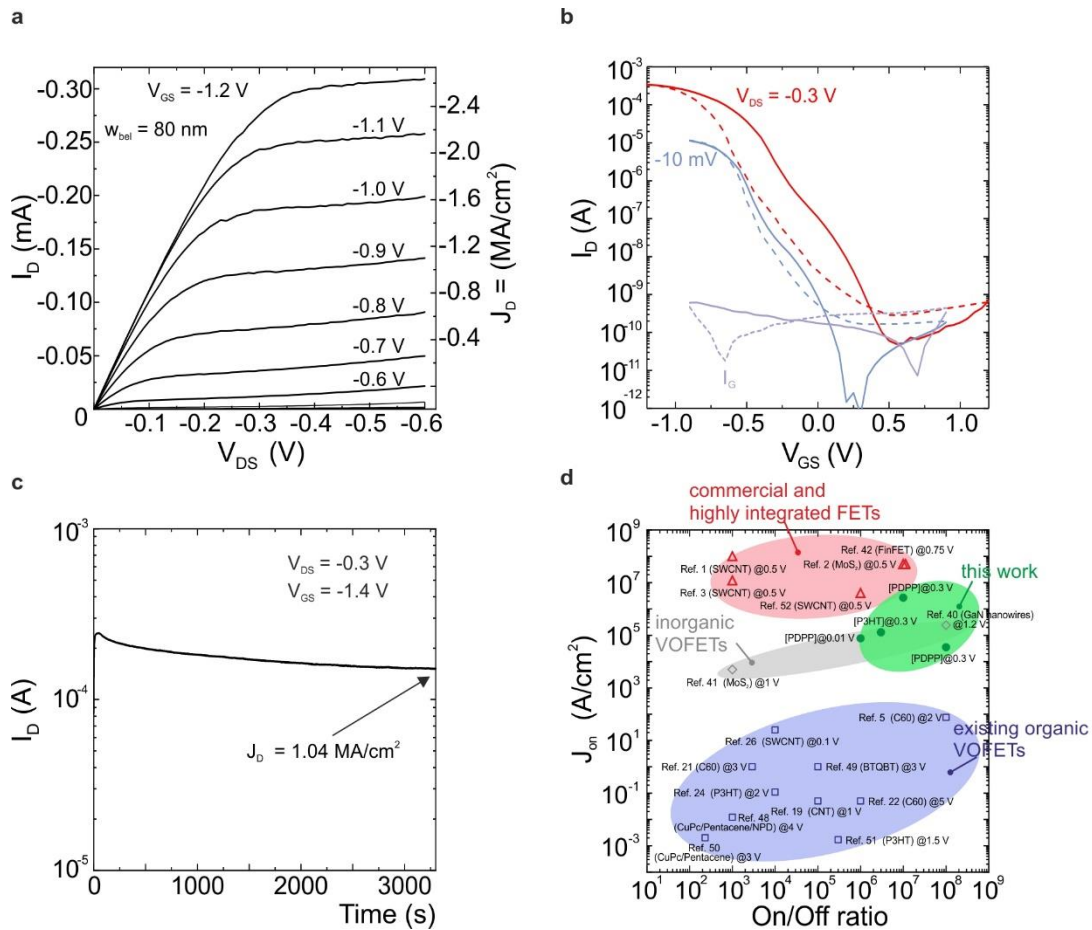 a
-0.30
-0.25
-0.20
-0.15
-0.10
-0.05
0
I_D (mA)
V_GS = -1.2 V
w_bel = 80 nm
-1.1 V
-1.0 V
-0.9 V
-0.8 V
-0.7 V
-0.6 V
-2.4
-2.0
-1.6
-1.2
-0.8
-0.4
J_D = (MA/cm²)
-0.1 -0.2 -0.3 -0.4 -0.5 -0.6
V_DS (V)
b
10⁻³
10⁻⁴
10⁻⁵
10⁻⁶
10⁻⁷
10⁻⁸
10⁻⁹
10⁻¹⁰
10⁻¹¹
10⁻¹²
I_D (A)
V_DS = -0.3 V
-10 mV
I_G
-1.0 -0.5 0.0 0.5 1.0
V_GS (V)
c
10⁻³
10⁻⁴
10⁻⁵
I_D (A)
V_DS = -0.3 V
V_GS = -1.4 V
J_D = 1.04 MA/cm²
0 1000 2000 3000
Time (s)
d
commercial and
highly integrated FETs
10⁹
10⁷
10⁵
10³
10¹
10⁻¹
10⁻³
J_on (A/cm²)
Ref. 42 (FinFET) @0.75 V
Ref. 1 (SWCNT) @0.5 V
Ref. 2 (MoS₂) @0.5 V
Ref. 3 (SWCNT) @0.5 V
Ref. 52 (SWCNT) @0.5 V
this work
[PDPP]@0.3 V
Ref. 40 (GaN nanowires)
@1.2 V
[P3HT]@0.3 V
[PDPP]@0.01 V
[PDPP]@0.3 V
inorganic
VOFETs
Ref. 41 (MoS₂) @1 V
Ref. 5 (C60) @2 V
existing organic
VOFETs
Ref. 26 (SWCNT) @0.1 V
Ref. 21 (C60) @3 V
Ref. 49 (BTQBT) @3 V
Ref. 24 (P3HT) @2 V
Ref. 22 (C60) @5 V
Ref. 19 (CNT) @1 V
Ref. 48
(CuPc/Pentacene/NPD) @4 V
Ref. 51 (P3HT) @1.5 V
Ref. 50
(CuPc/Pentacene) @3 V
10¹ 10² 10³ 10⁴ 10⁵ 10⁶ 10⁷ 10⁸ 10⁹
On/Off ratio